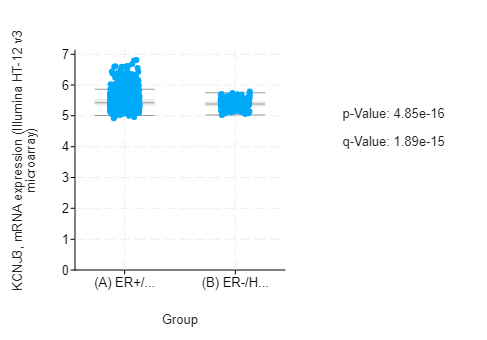 KCNJ3, mRNA expression (Illumina HT-12 v3
microarray)
7
6
5
4
3
2
1
0
(A) ER+/...
(B) ER-/H...
Group
p-Value: 4.85e-16
q-Value: 1.89e-15